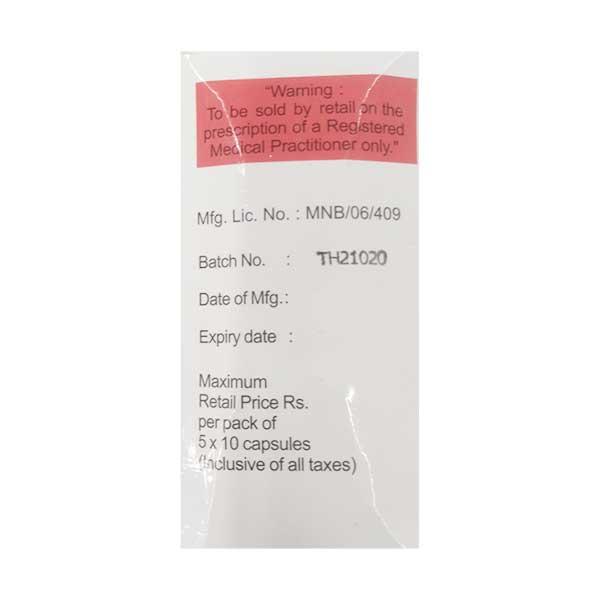 "Warning :
To be sold by retail on the
prescription of a Registered
Medical Practitioner only."
Mfg. Lic. No. : MNB/06/409
Batch No. : TH21020
Date of Mfg.:
Expiry date :
Maximum
Retail Price Rs.
per pack of
5 x 10 capsules
(Inclusive of all taxes)